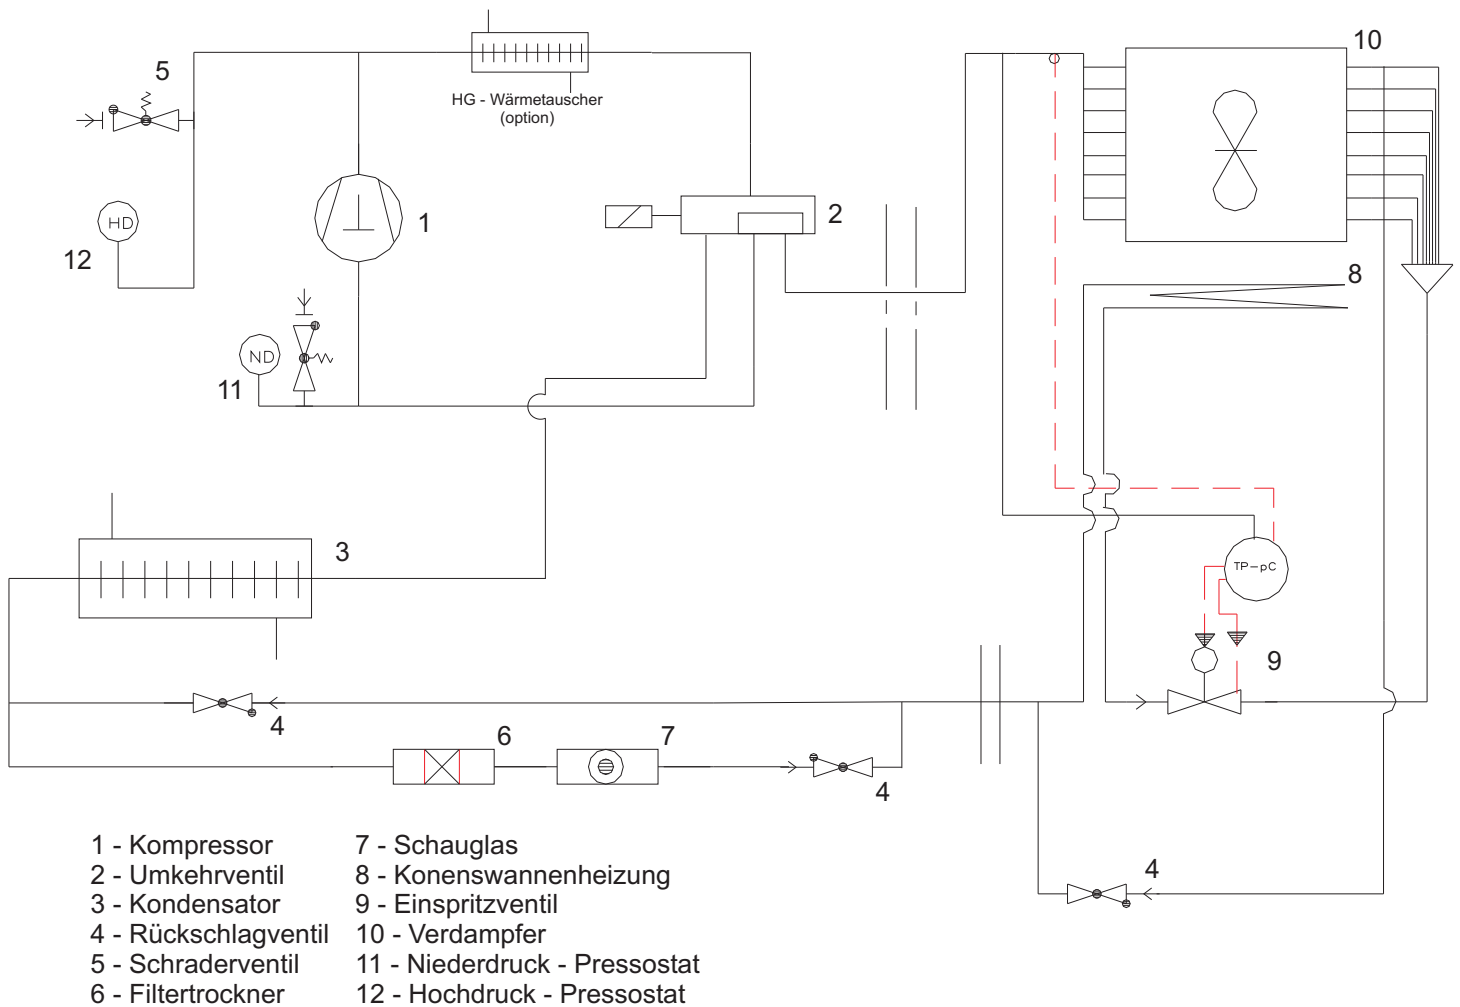 10
5
HG - Wärmetauscher
(option)
HD
1
2
12
8
ND
11
3
TP-pC
9
4
6
7
4
4
1 - Kompressor
2 - Umkehrventil
3 - Kondensator
4 - Rückschlagventil
5 - Schraderventil
6 - Filtertrockner
7 - Schauglas
8 - Konenswannenheizung
9 - Einspritzventil
10 - Verdampfer
11 - Niederdruck - Pressostat
12 - Hochdruck - Pressostat